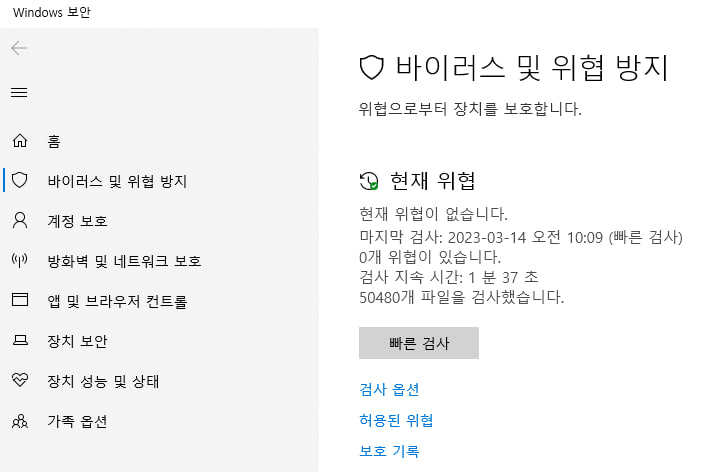 Windows 보안
홈
바이러스 및 위협 방지
계정 보호
방화벽 및 네트워크 보호
앱 및 브라우저 컨트롤
장치 보안
장치 성능 및 상태
가족 옵션
바이러스 및 위협 방지
위협으로부터 장치를 보호합니다.
현재 위협
현재 위협이 없습니다.
마지막 검사: 2023-03-14 오전 10:09 (빠른 검사)
0개 위협이 있습니다.
검사 지속 시간: 1 분 37 초
50480개 파일을 검사했습니다.
빠른 검사
검사 옵션
허용된 위협
보호 기록